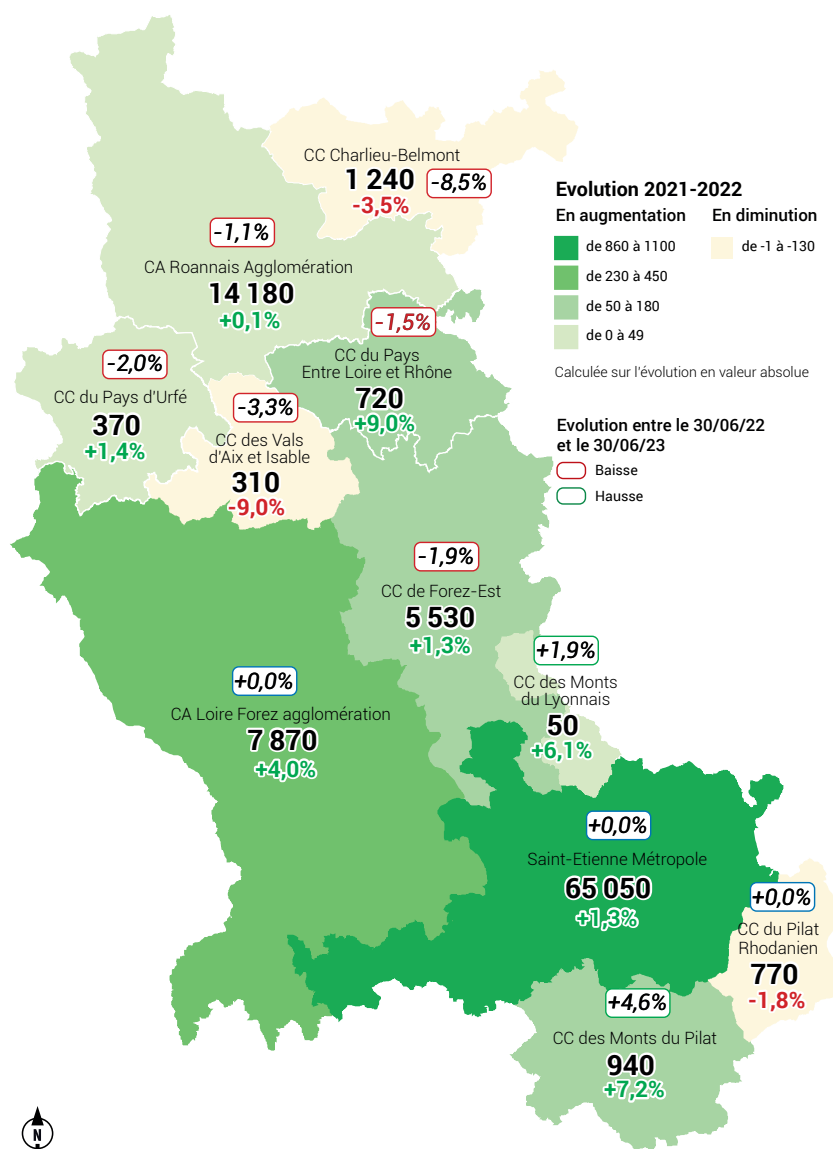 CC Charlieu-Belmont
1 240
-8,5%
-3,5%
Evolution 2021-2022
En augmentation
En diminution
de 860 à 1100
de -1 à -130
de 230 à 450
de 50 à 180
de 0 à 49
Calculée sur l'évolution en valeur absolue
Evolution entre le 30/06/22
et le 30/06/23
Baisse
Hausse
-1,1%
CA Roannais Agglomération
14 180
+0,1%
-1,5%
CC du Pays
Entre Loire et Rhône
720
+9,0%
-2,0%
CC du Pays d'Urfé
370
+1,4%
-3,3%
CC des Vals
d'Aix et Isable
310
-9,0%
-1,9%
CC de Forez-Est
5 530
+1,3%
+1,9%
CC des Monts
du Lyonnais
50
+6,1%
+0,0%
CA Loire Forez agglomération
7 870
+4,0%
+0,0%
Saint-Etienne Métropole
65 050
+1,3%
+0,0%
CC du Pilat
Rhodanien
770
-1,8%
+4,6%
CC des Monts du Pilat
940
+7,2%
N